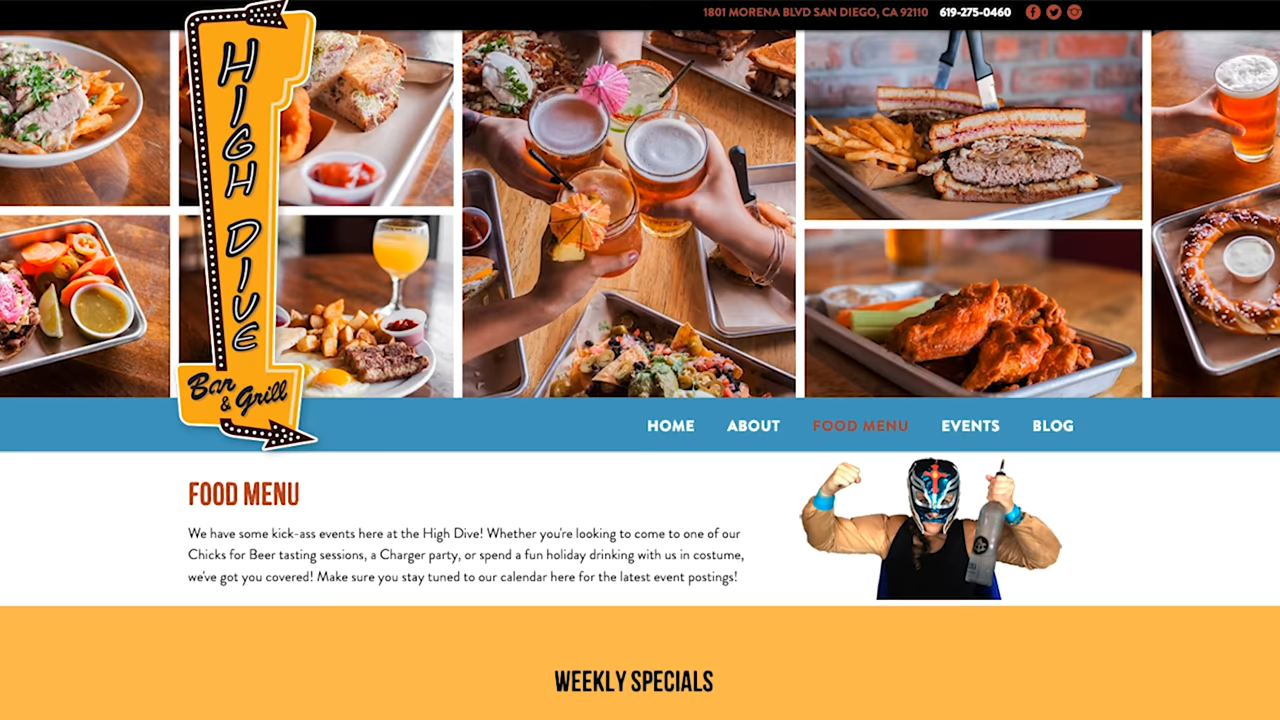 1801 MORENA BLVD SAN DIEGO, CA 92110 619-275-0460
HIGH DIVE
Bar
& Grill
HOME ABOUT FOOD MENU EVENTS BLOG
FOOD MENU
We have some kick-ass events here at the High Dive! Whether you're looking to come to one of our
Chicks for Beer tasting sessions, a Charger party, or spend a fun holiday drinking with us in costume,
we've got you covered! Make sure you stay tuned to our calendar here for the latest event postings!
WEEKLY SPECIALS